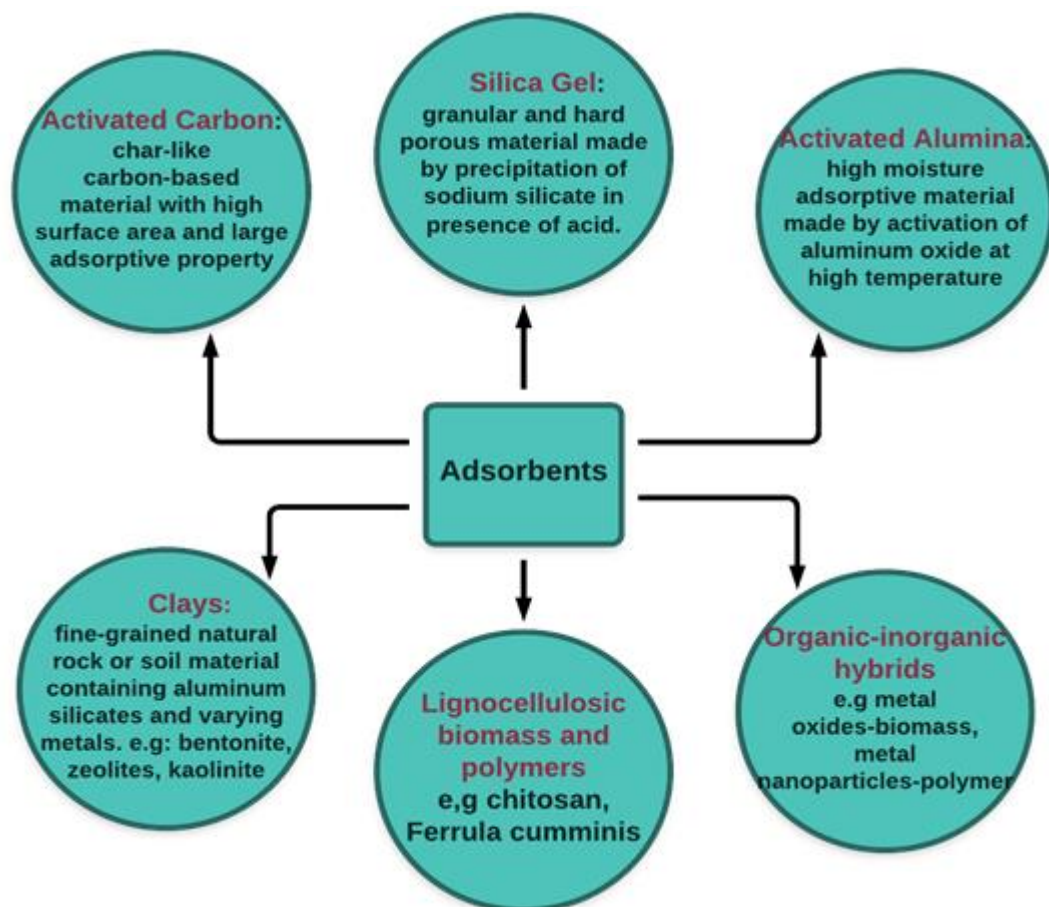 Activated Carbon:
char-like
carbon-based
material with high
surface area and large
adsorptive property
Silica Gel:
granular and hard
porous material made
by precipitation of
sodium silicate in
presence of acid.
Activated Alumina:
high moisture
adsorptive material
made by activation of
aluminum oxide at
high temperature
Adsorbents
Clays:
fine-grained natural
rock or soil material
containing aluminum
silicates and varying
metals. e.g: bentonite,
zeolites, kaolinite
Lignocellulosic
biomass and
polymers
e,g chitosan,
Ferrula cumminis
Organic-inorganic
hybrids
e.g metal
oxides-biomass,
metal
nanoparticles-polymer